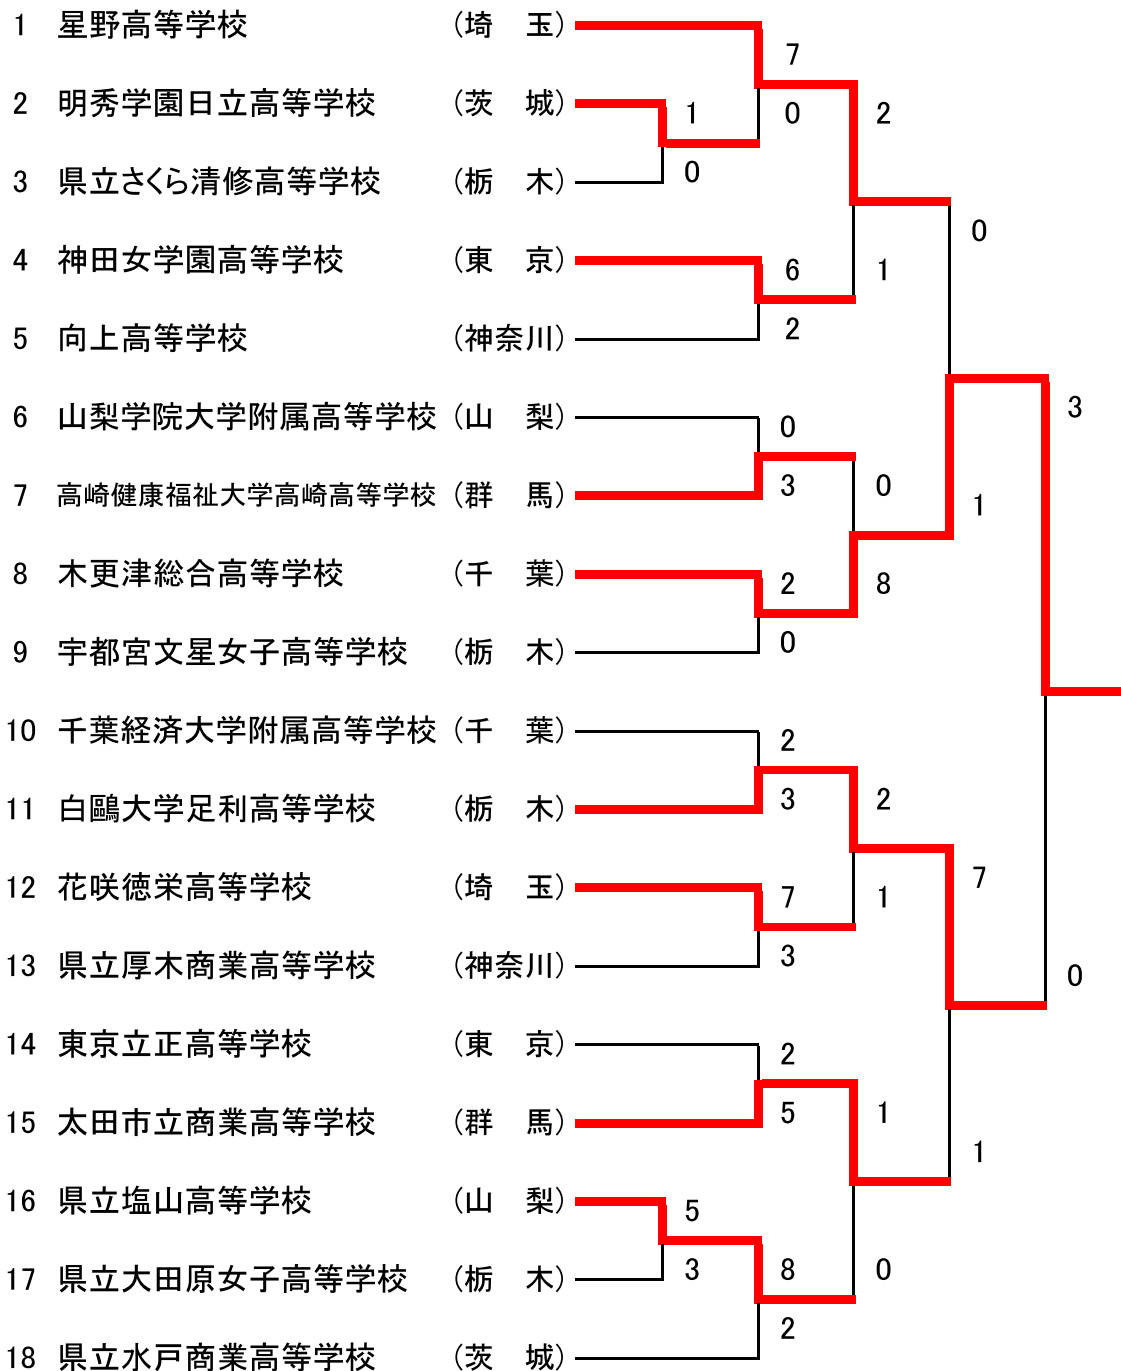 1 星野高等学校 (埼 玉)
7
2 明秀学園日立高等学校 (茨 城)
1 0 2
3 県立さくら清修高等学校 (栃 木)
0
0
4 神田女学園高等学校 (東 京)
6 1
5 向上高等学校 (神奈川)
2
6 山梨学院大学附属高等学校 (山 梨)
0
3
7 高崎健康福祉大学高崎高等学校 (群 馬)
3 0
1
8 木更津総合高等学校 (千 葉)
2 8
9 宇都宮文星女子高等学校 (栃 木)
0
10 千葉経済大学附属高等学校 (千 葉)
2
11 白鷗大学足利高等学校 (栃 木)
3 2
12 花咲徳栄高等学校 (埼 玉)
7 1
7
13 県立厚木商業高等学校 (神奈川)
3
0
14 東京立正高等学校 (東 京)
2
15 太田市立商業高等学校 (群 馬)
5 1
1
16 県立塩山高等学校 (山 梨)
5
17 県立大田原女子高等学校 (栃 木)
3 8 0
18 県立水戸商業高等学校 (茨 城)
2